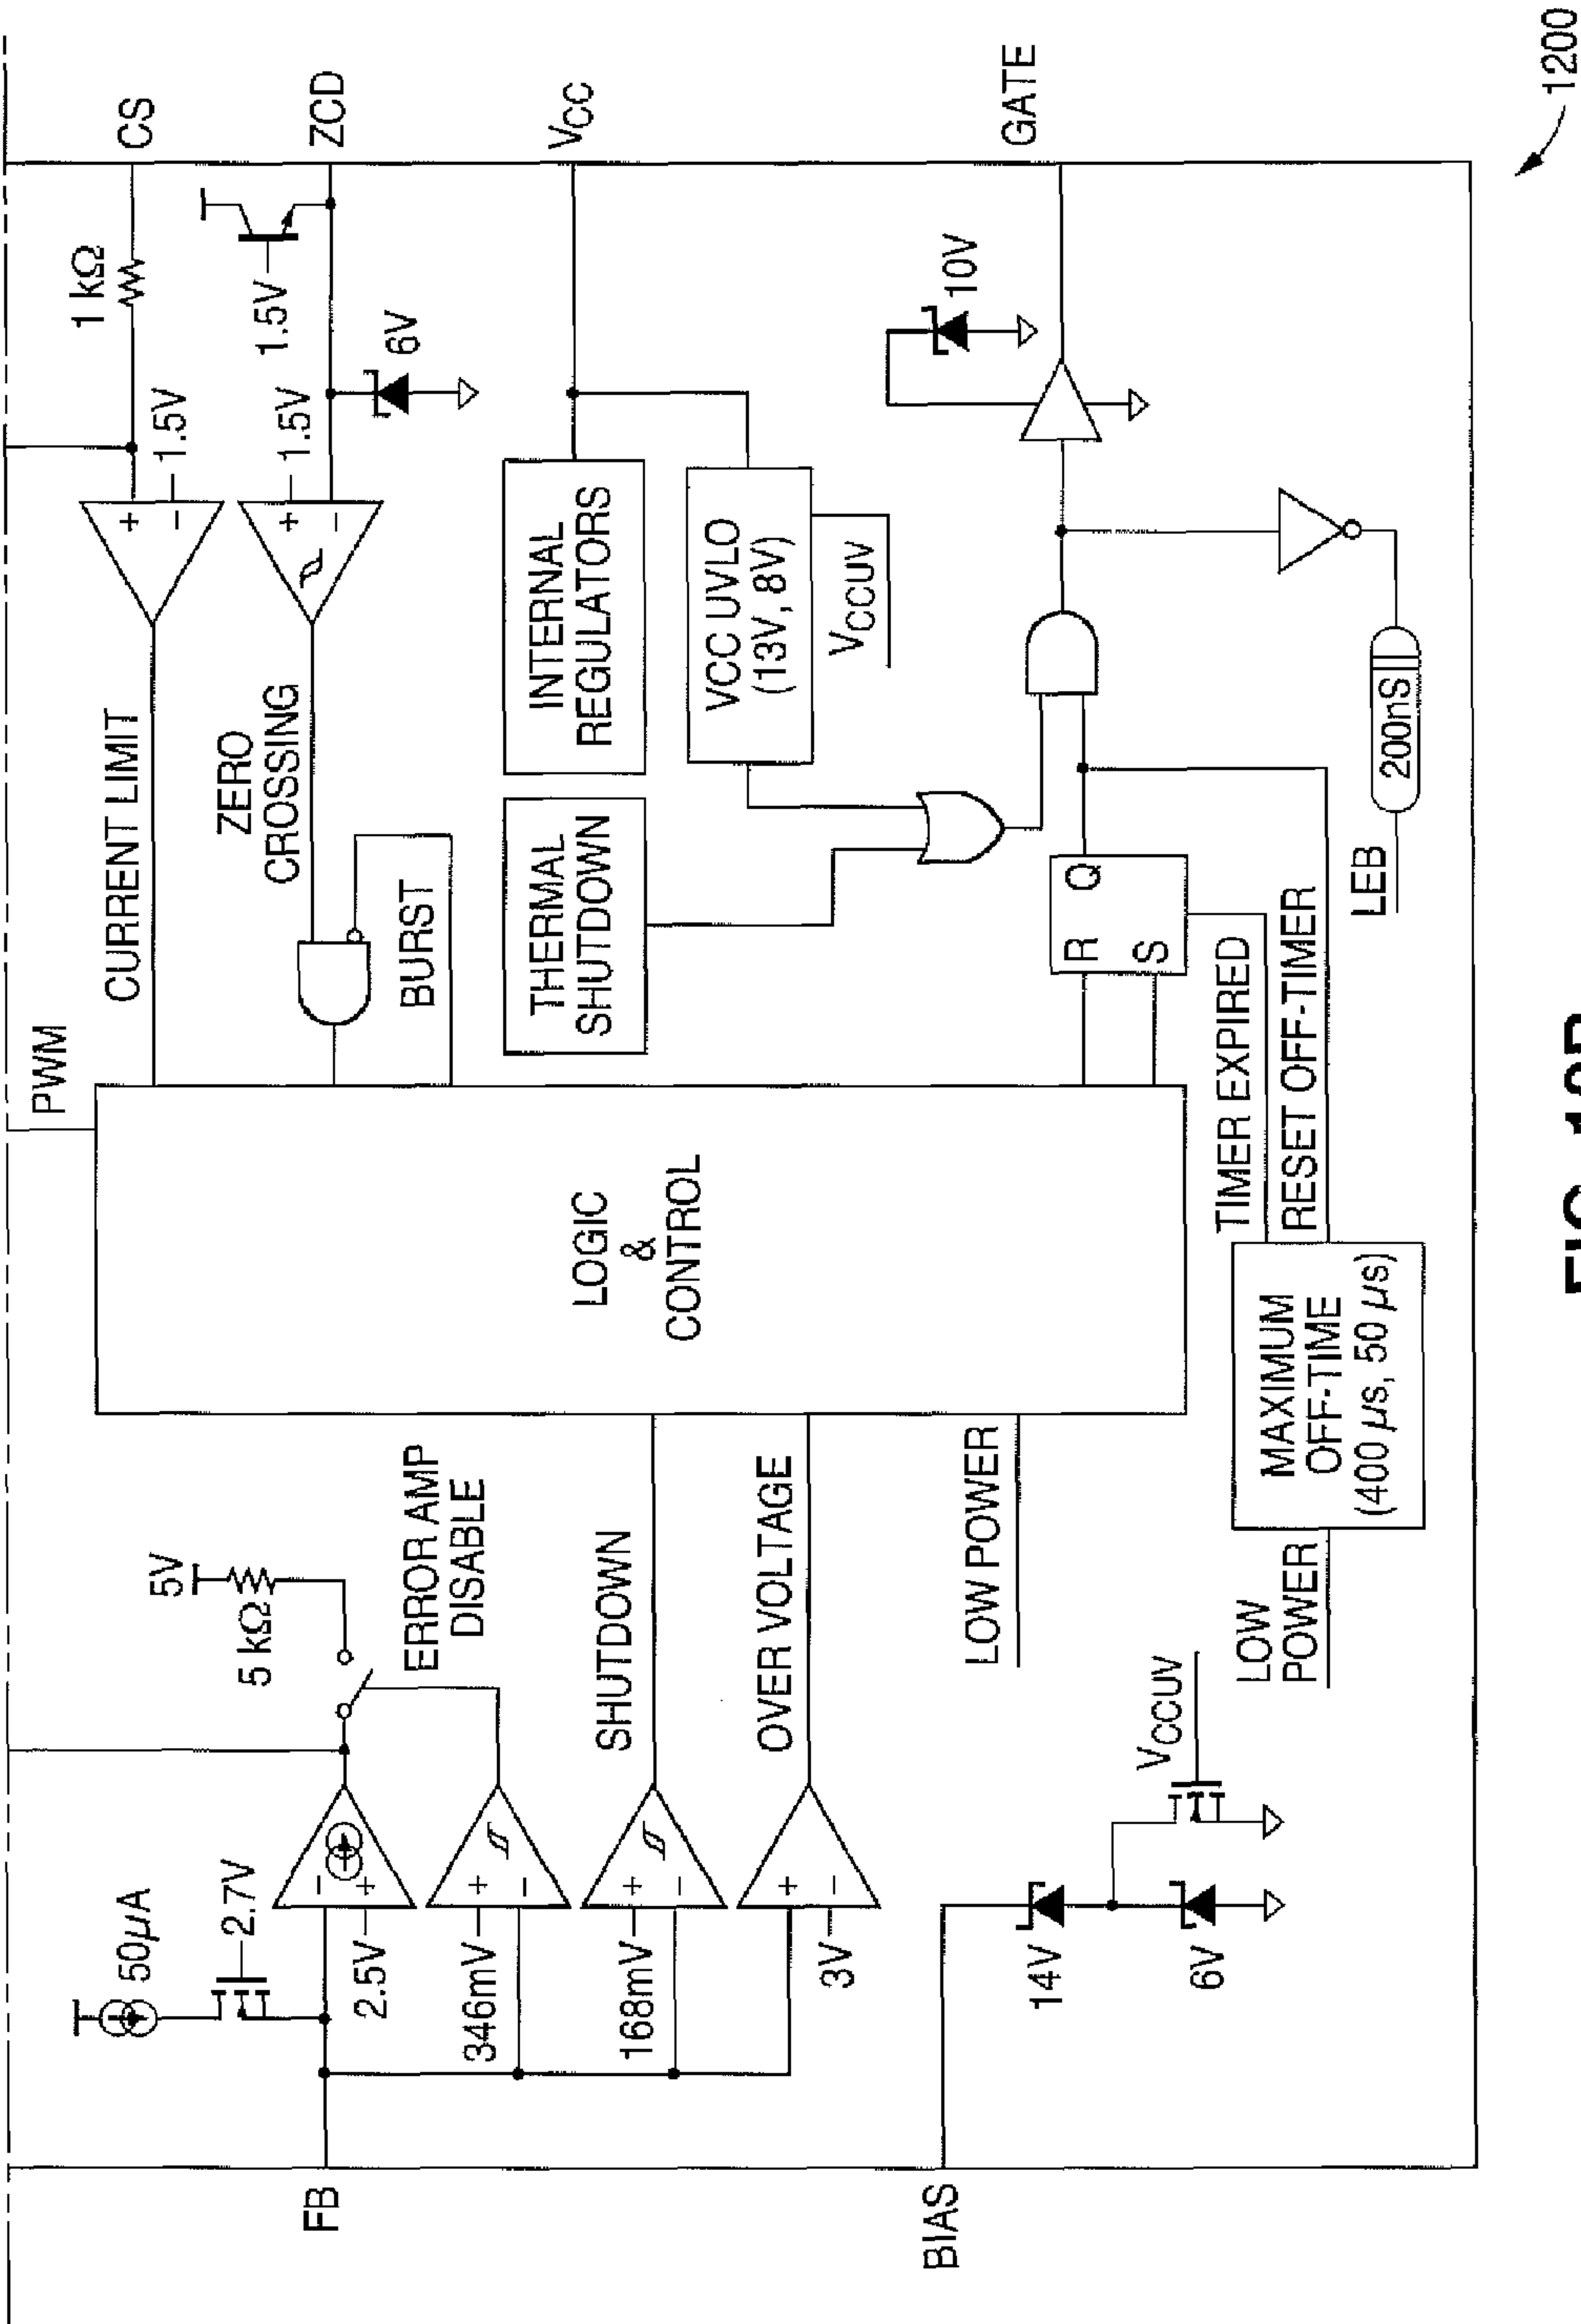 PWM
CS
1 kΩ
+
−
1.5V
CURRENT LIMIT
ZCD
1.5V
1.5V
+
−
6V
ZERO
CROSSING
BURST
5V
5 kΩ
ERROR AMP
DISABLE
50µA
2.7V
FB
−
+
2.5V
+
−
346mV
+
−
168mV
SHUTDOWN
+
−
3V
OVER VOLTAGE
LOGIC
&
CONTROL
VCC
INTERNAL
REGULATORS
THERMAL
SHUTDOWN
VCC UVLO
(13V, 8V)
VCCUV
GATE
10V
R
Q
S
LOW POWER
BIAS
14V
6V
VCCUV
LOW
POWER
MAXIMUM
OFF-TIME
(400 µs, 50 µs)
TIMER EXPIRED
RESET OFF-TIMER
LEB
200nS
1200